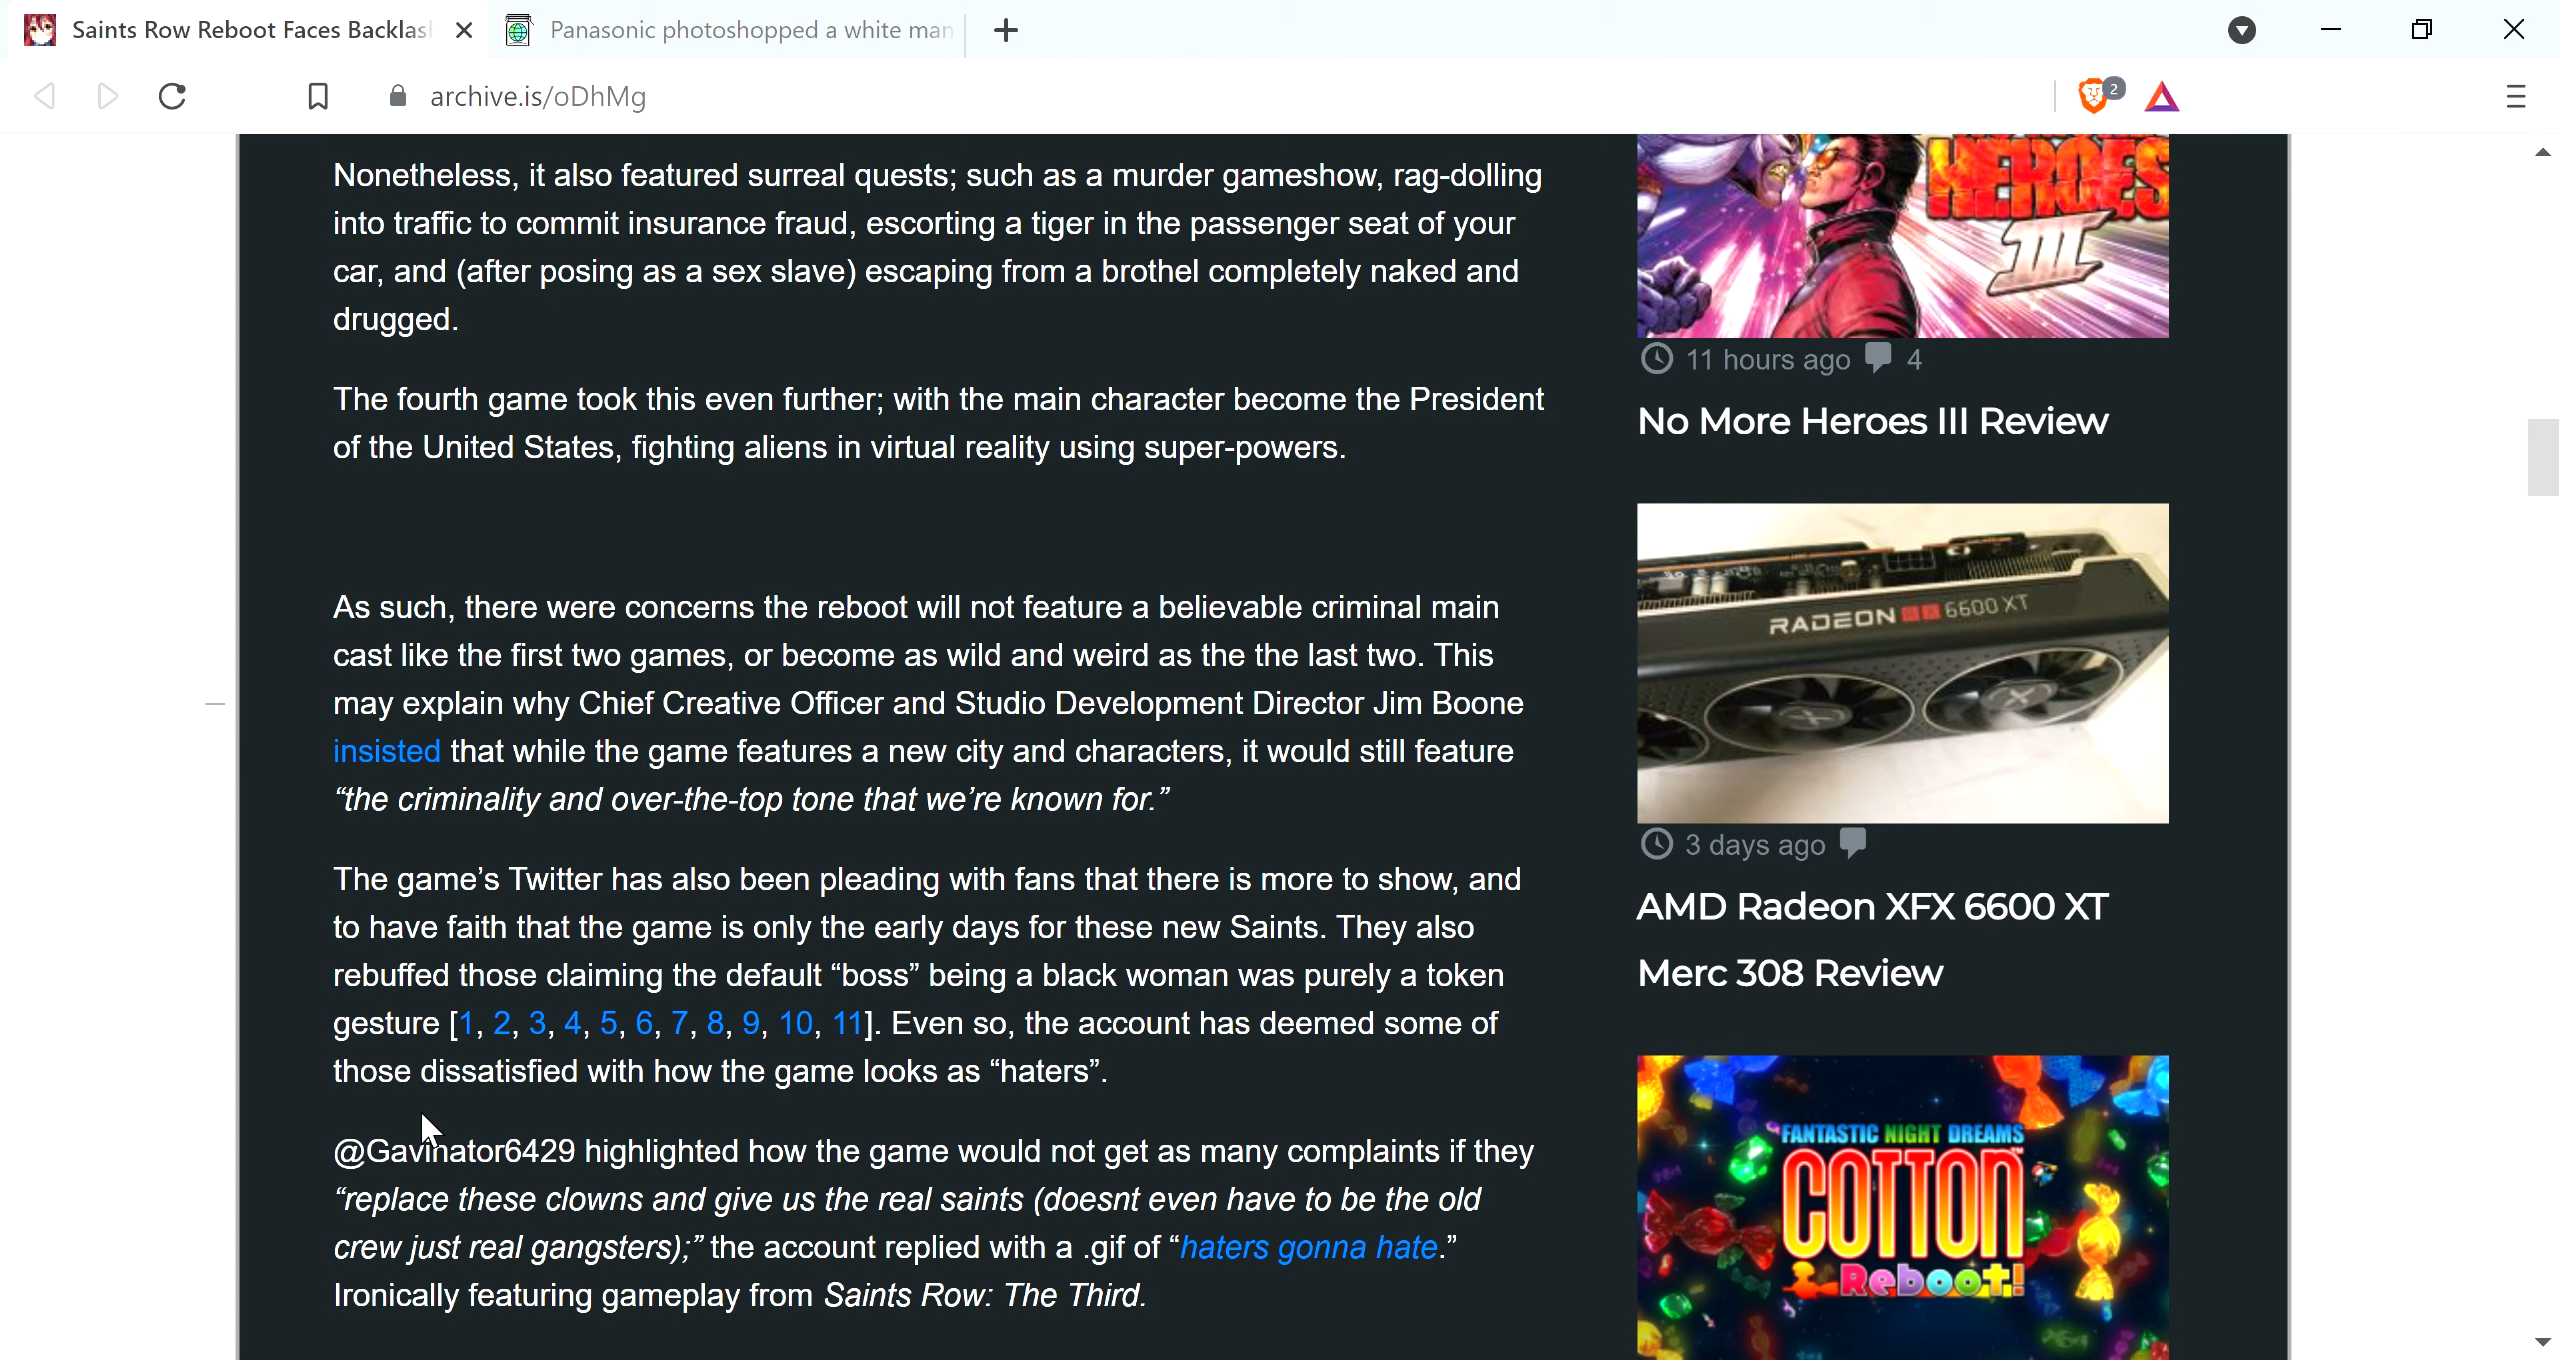 Saints Row Reboot Faces Backlas
Panasonic photoshopped a white man
archive.is/oDhMg
2
Nonetheless, it also featured surreal quests; such as a murder gameshow, rag-dolling
into traffic to commit insurance fraud, escorting a tiger in the passenger seat of your
car, and (after posing as a sex slave) escaping from a brothel completely naked and
drugged.
The fourth game took this even further; with the main character become the President
of the United States, fighting aliens in virtual reality using super-powers.
As such, there were concerns the reboot will not feature a believable criminal main
cast like the first two games, or become as wild and weird as the the last two. This
may explain why Chief Creative Officer and Studio Development Director Jim Boone
insisted that while the game features a new city and characters, it would still feature
“the criminality and over-the-top tone that we’re known for.”
The game’s Twitter has also been pleading with fans that there is more to show, and
to have faith that the game is only the early days for these new Saints. They also
rebuffed those claiming the default “boss” being a black woman was purely a token
gesture [1, 2, 3, 4, 5, 6, 7, 8, 9, 10, 11]. Even so, the account has deemed some of
those dissatisfied with how the game looks as “haters”.
@Gavinator6429 highlighted how the game would not get as many complaints if they
“replace these clowns and give us the real saints (doesnt even have to be the old
crew just real gangsters);” the account replied with a .gif of “haters gonna hate.”
Ironically featuring gameplay from Saints Row: The Third.
HEROES
III
11 hours ago 4
No More Heroes III Review
RADEON RX 6600 XT
3 days ago
AMD Radeon XFX 6600 XT
Merc 308 Review
FANTASTIC NIGHT DREAMS
COTTON
Reboot!